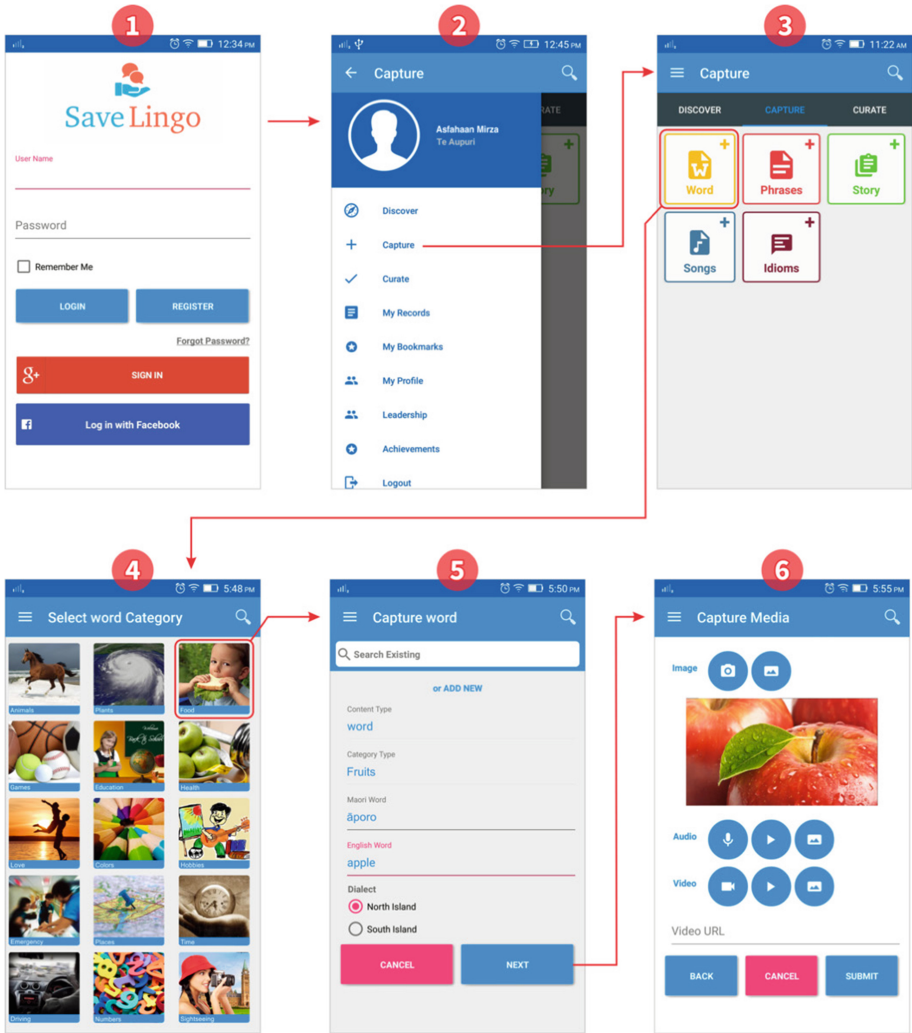 1
12:34 PM
Save Lingo
User Name
Password
Remember Me
LOGIN
REGISTER
Forgot Password?
g+
SIGN IN
f
Log in with Facebook
2
12:45 PM
Capture
RATE
Asfahaan Mirza
Te Aupuri
ry
Discover
Capture
Curate
My Records
My Bookmarks
My Profile
Leadership
Achievements
Logout
3
11:22 AM
Capture
DISCOVER
CAPTURE
CURATE
W
Word
Phrases
Story
Songs
Idioms
4
5:48 PM
Select word Category
Animals
Plants
Food
Games
Back To School
Education
Health
Love
Colors
Hobbies
Emergency
Places
Time
Driving
Numbers
Sightseeing
5
5:50 PM
Capture word
Search Existing
or ADD NEW
Content Type
word
Category Type
Fruits
Maori Word
âporo
English Word
apple
Dialect
North Island
South Island
CANCEL
NEXT
6
5:55 PM
Capture Media
Image
Audio
Video
Video URL
BACK
CANCEL
SUBMIT